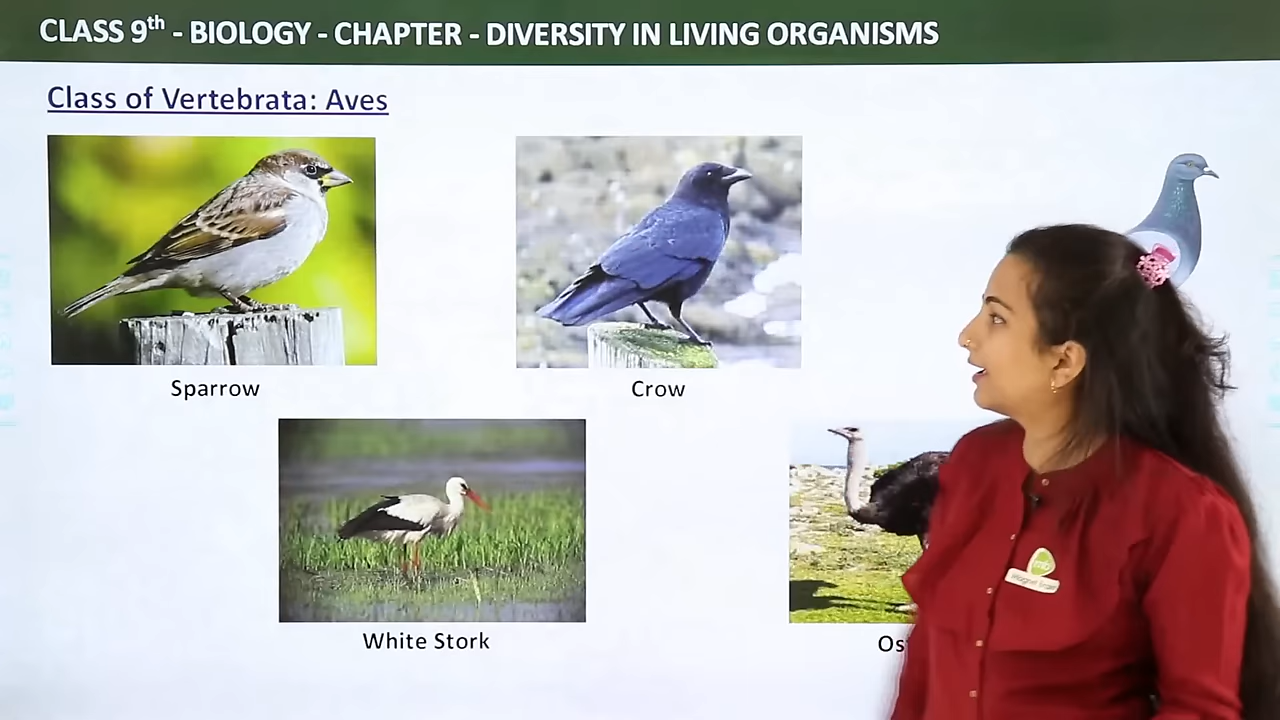 CLASS 9th - BIOLOGY - CHAPTER - DIVERSITY IN LIVING ORGANISMS
Class of Vertebrata: Aves
Sparrow
Crow
White Stork
Os